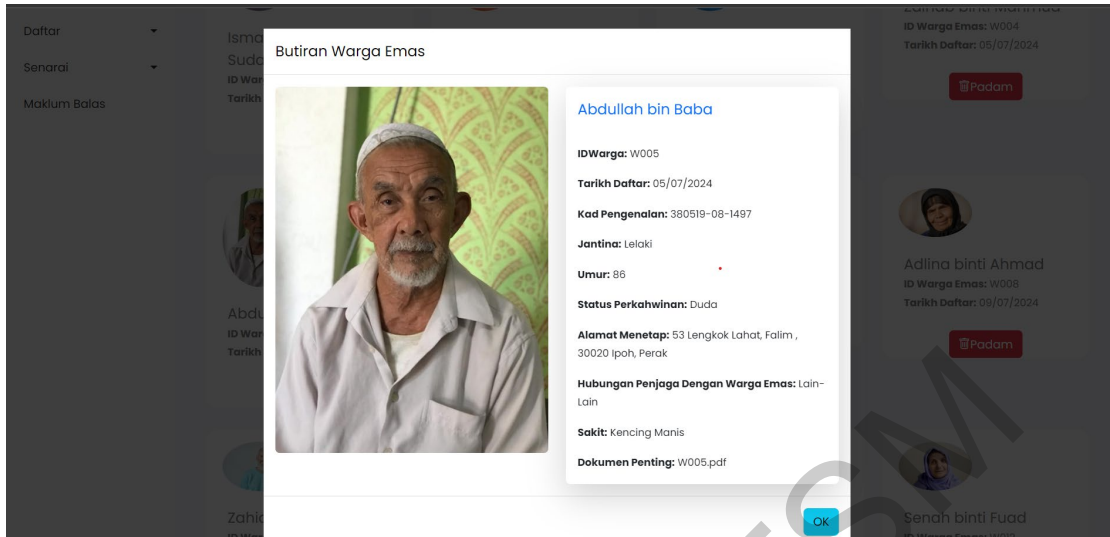 Daftar
Senarai
Maklum Balas
Zainab binti Mahmud
ID Warga Emas: W004
Tarikh Daftar: 05/07/2024
Padam
Butiran Warga Emas
Abdullah bin Baba
IDWarga: W005
Tarikh Daftar: 05/07/2024
Kad Pengenalan: 380519-08-1497
Jantina: Lelaki
Umur: 86
Status Perkahwinan: Duda
Alamat Menetap: 53 Lengkok Lahat, Falim ,
30020 Ipoh, Perak
Hubungan Penjaga Dengan Warga Emas: Lain-
Lain
Sakit: Kencing Manis
Dokumen Penting: W005.pdf
OK
Adlina binti Ahmad
ID Warga Emas: W008
Tarikh Daftar: 09/07/2024
Padam
Senah binti Fuad